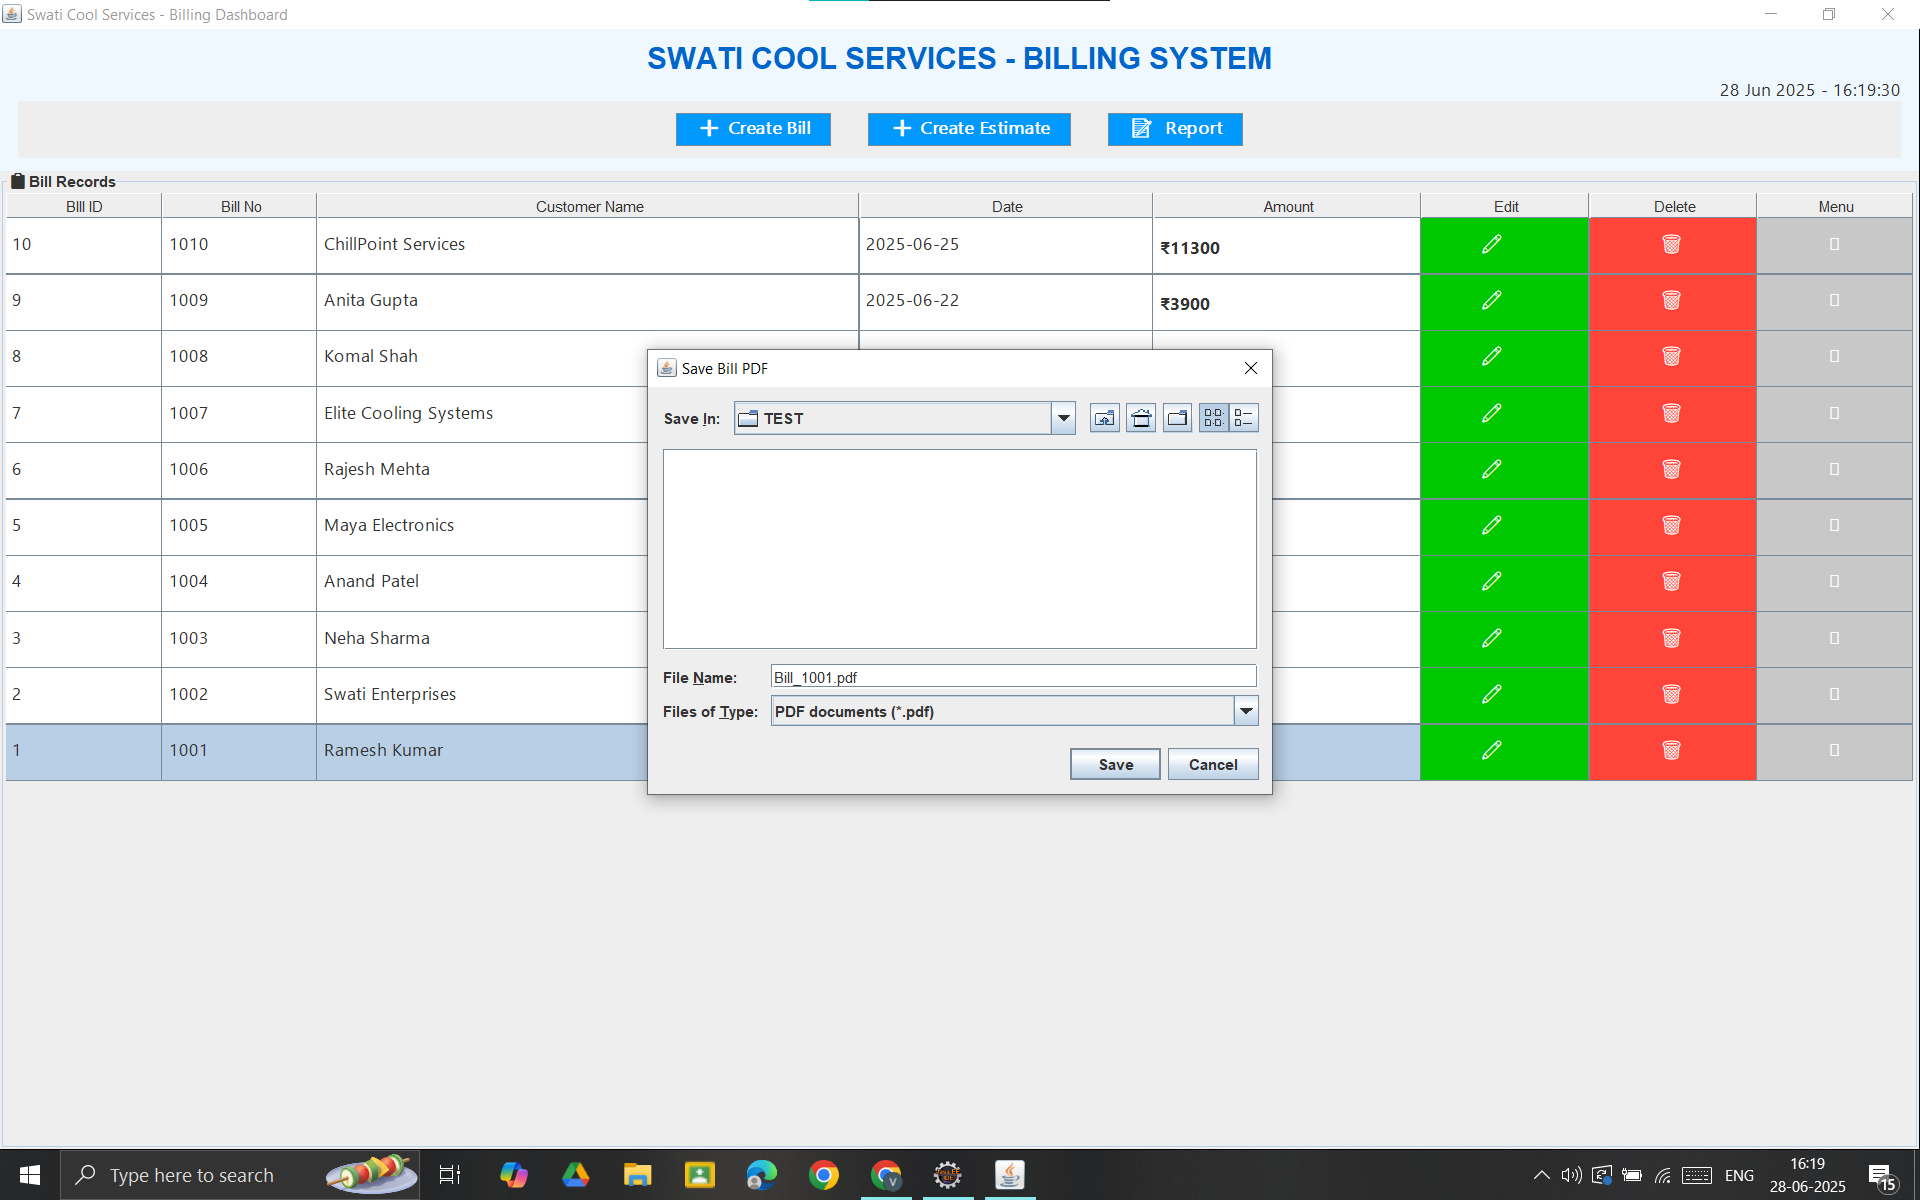 Swati Cool Services - Billing Dashboard
SWATI COOL SERVICES - BILLING SYSTEM
28 Jun 2025 - 16:19:30
Create Bill
Create Estimate
Report
Bill Records
BIll ID Bill No Customer Name Date Amount Edit Delete Menu
10 1010 ChillPoint Services 2025-06-25 ₹11300
9 1009 Anita Gupta 2025-06-22 ₹3900
8 1008 Komal Shah
7 1007 Elite Cooling Systems
6 1006 Rajesh Mehta
5 1005 Maya Electronics
4 1004 Anand Patel
3 1003 Neha Sharma
2 1002 Swati Enterprises
1 1001 Ramesh Kumar
Save Bill PDF
Save In: TEST
File Name: Bill_1001.pdf
Files of Type: PDF documents (*.pdf)
Save Cancel
Type here to search
ENG
16:19
28-06-2025
15